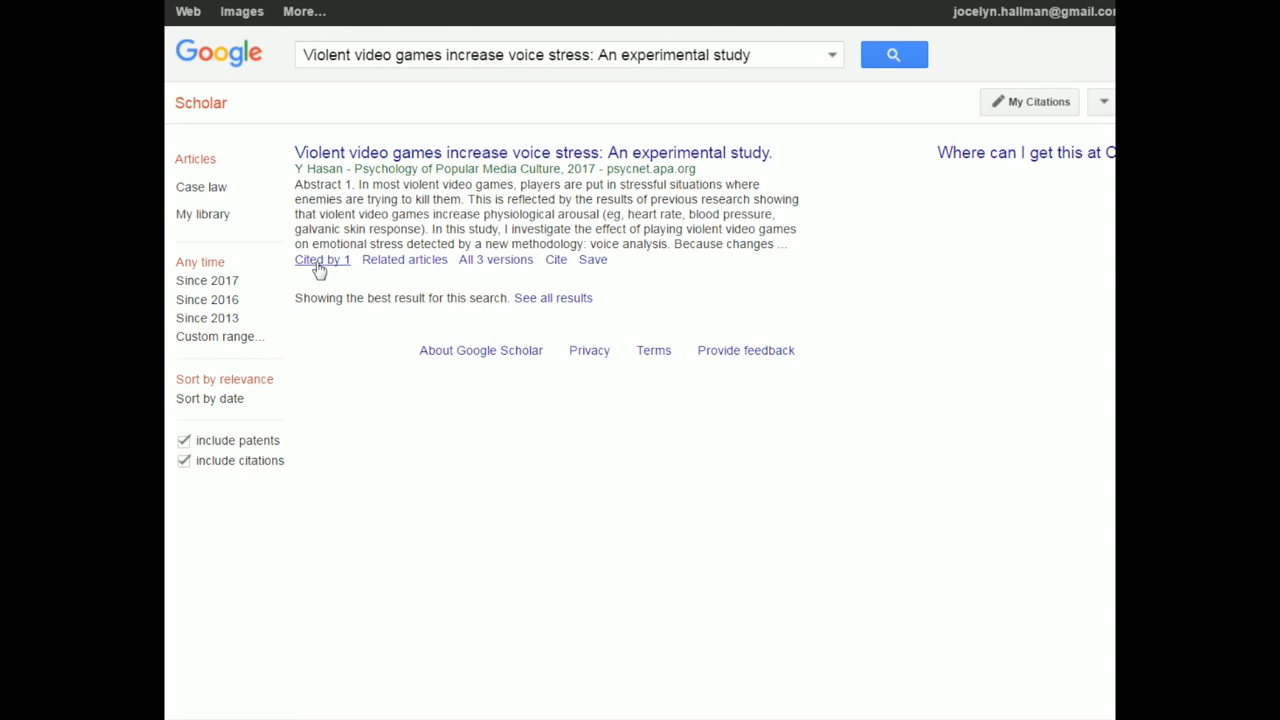 Web Images More...
jocelyn.hallman@gmail.co
Google
Violent video games increase voice stress: An experimental study
Scholar
My Citations
Articles
Case law
My library
Any time
Since 2017
Since 2016
Since 2013
Custom range...
Sort by relevance
Sort by date
include patents
include citations
Violent video games increase voice stress: An experimental study.
Y Hasan - Psychology of Popular Media Culture, 2017 - psycnet.apa.org
Abstract 1. In most violent video games, players are put in stressful situations where
enemies are trying to kill them. This is reflected by the results of previous research showing
that violent video games increase physiological arousal (eg, heart rate, blood pressure,
galvanic skin response). In this study, I investigate the effect of playing violent video games
on emotional stress detected by a new methodology: voice analysis. Because changes ...
Cited by 1 Related articles All 3 versions Cite Save
Where can I get this at
Showing the best result for this search. See all results
About Google Scholar Privacy Terms Provide feedback